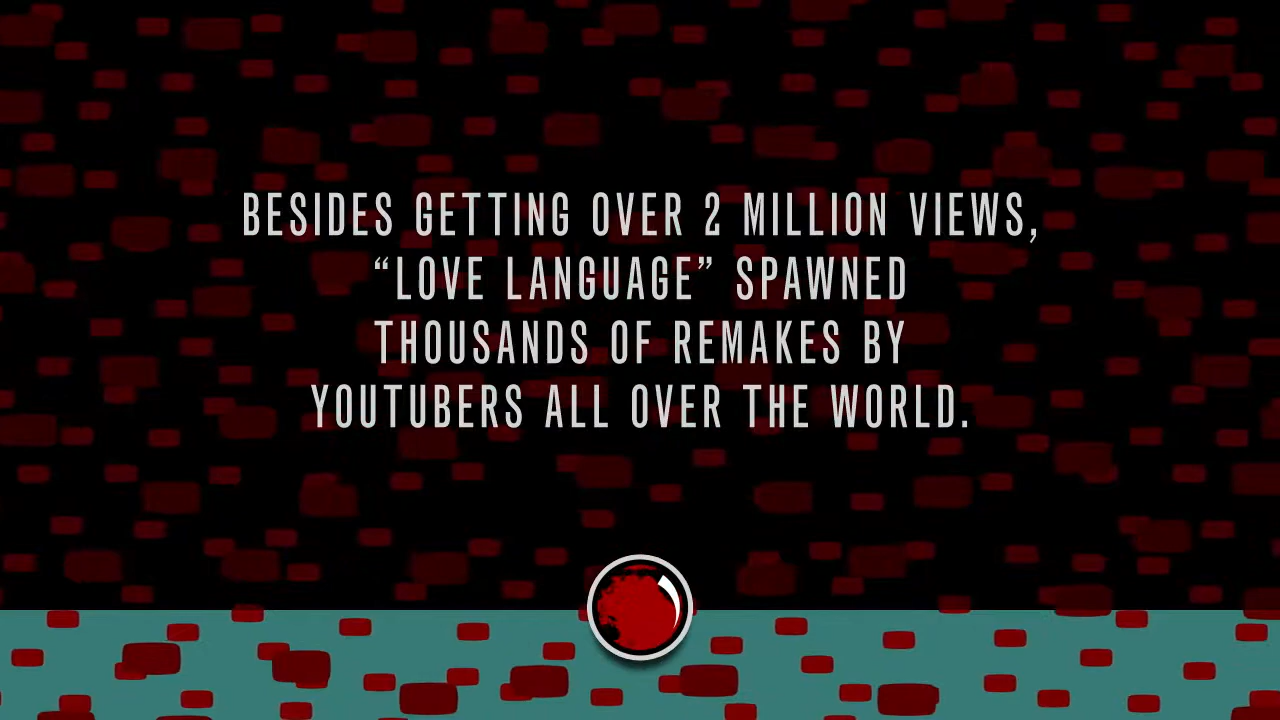 BESIDES GETTING OVER 2 MILLION VIEWS,
“LOVE LANGUAGE” SPAWNED
THOUSANDS OF REMAKES BY
YOUTUBERS ALL OVER THE WORLD.